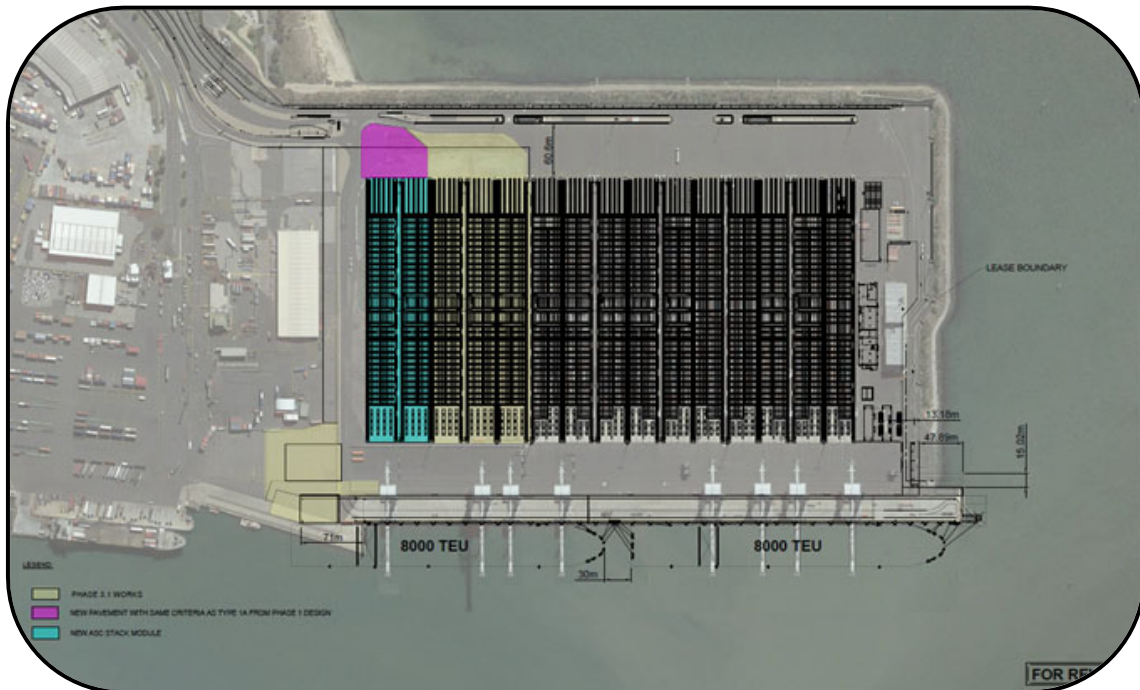 60.6m
LEASE BOUNDARY
13.18m
47.89m
15.02m
71m
8000 TEU
8000 TEU
30m
LEGEND:
PHASE 3.1 WORKS
NEW PAVEMENT WITH SAME CRITERIA AS TYPE 1A FROM PHASE 1 DESIGN
NEW ASC STACK MODULE
FOR RE